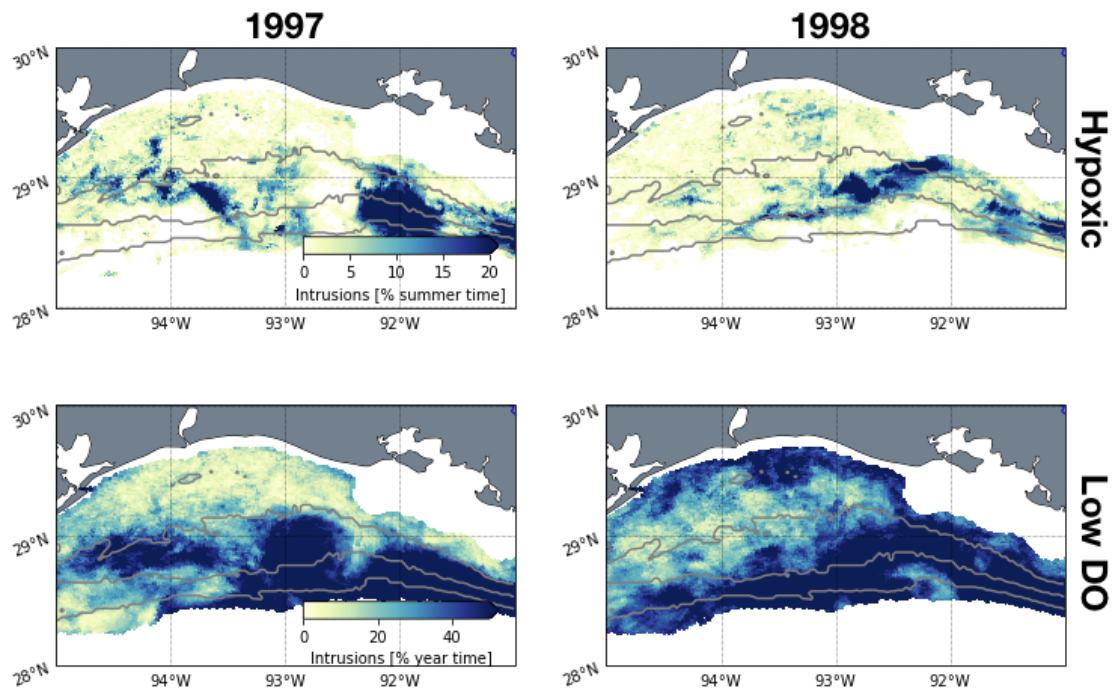 1997
1998
30°N
29°N
28°N
94°W
93°W
92°W
0
5
10
15
20
Intrusions [% summer time]
30°N
29°N
28°N
94°W
93°W
92°W
Hypoxic
30°N
29°N
28°N
94°W
93°W
92°W
0
20
40
Intrusions [% year time]
30°N
29°N
28°N
94°W
93°W
92°W
Low DO